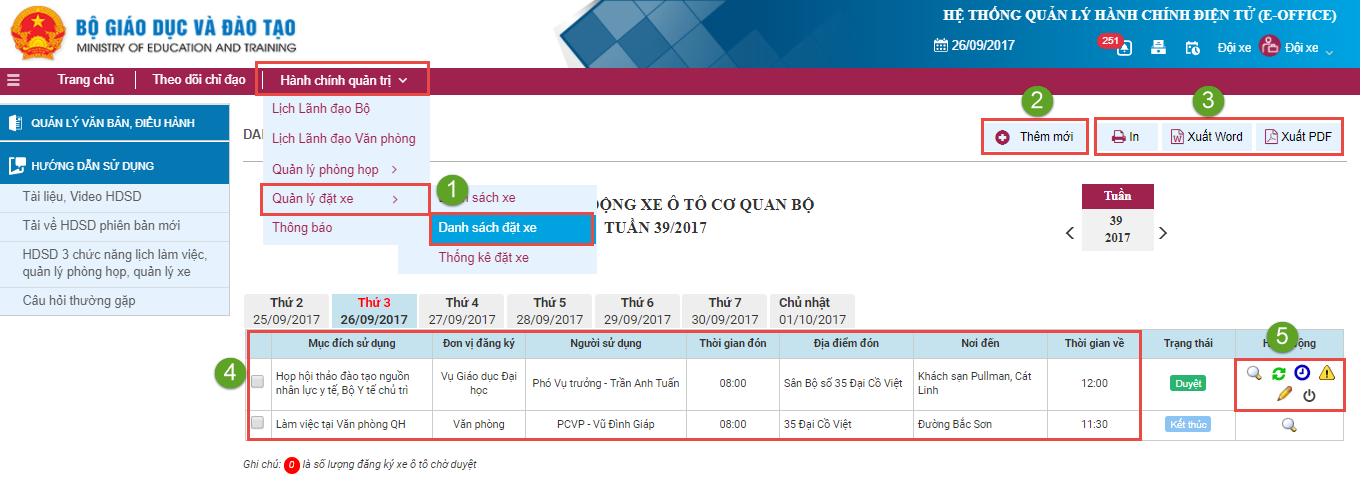 BỘ GIÁO DỤC VÀ ĐÀO TẠO
MINISTRY OF EDUCATION AND TRAINING
HỆ THỐNG QUẢN LÝ HÀNH CHÍNH ĐIỆN TỬ (E-OFFICE)
26/09/2017
251
Đội xe
Đội xe
Trang chủ
Theo dõi chỉ đạo
Hành chính quản trị
QUẢN LÝ VĂN BẢN, ĐIỀU HÀNH
HƯỚNG DẪN SỬ DỤNG
Tài liệu, Video HDSD
Tải về HDSD phiên bản mới
HDSD 3 chức năng lịch làm việc,
quản lý phòng họp, quản lý xe
Câu hỏi thường gặp
Lịch Lãnh đạo Bộ
Lịch Lãnh đạo Văn phòng
Quản lý phòng họp
Quản lý đặt xe
Thông báo
1
sách xe
Danh sách đặt xe
Thống kê đặt xe
2
Thêm mới
3
In
Xuất Word
Xuất PDF
ĐỘNG XE Ô TÔ CƠ QUAN BỘ
TUẦN 39/2017
Tuần
39
2017
Thứ 2
25/09/2017
Thứ 3
26/09/2017
Thứ 4
27/09/2017
Thứ 5
28/09/2017
Thứ 6
29/09/2017
Thứ 7
30/09/2017
Chủ nhật
01/10/2017
4
5
Mục đích sử dụng
Đơn vị đăng ký
Người sử dụng
Thời gian đón
Địa điểm đón
Nơi đến
Thời gian về
Trạng thái
Họp hội thảo đào tạo nguồn
nhân lực y tế, Bộ Y tế chủ trì
Vụ Giáo dục Đại
học
Phó Vụ trưởng - Trần Anh Tuấn
08:00
Sân Bộ số 35 Đại Cồ Việt
Khách sạn Pullman, Cát
Linh
12:00
Duyệt
Làm việc tại Văn phòng QH
Văn phòng
PCVP - Vũ Đình Giáp
08:00
35 Đại Cồ Việt
Đường Bắc Sơn
11:30
Kết thúc
Ghi chú: 0 là số lượng đăng ký xe ô tô chờ duyệt